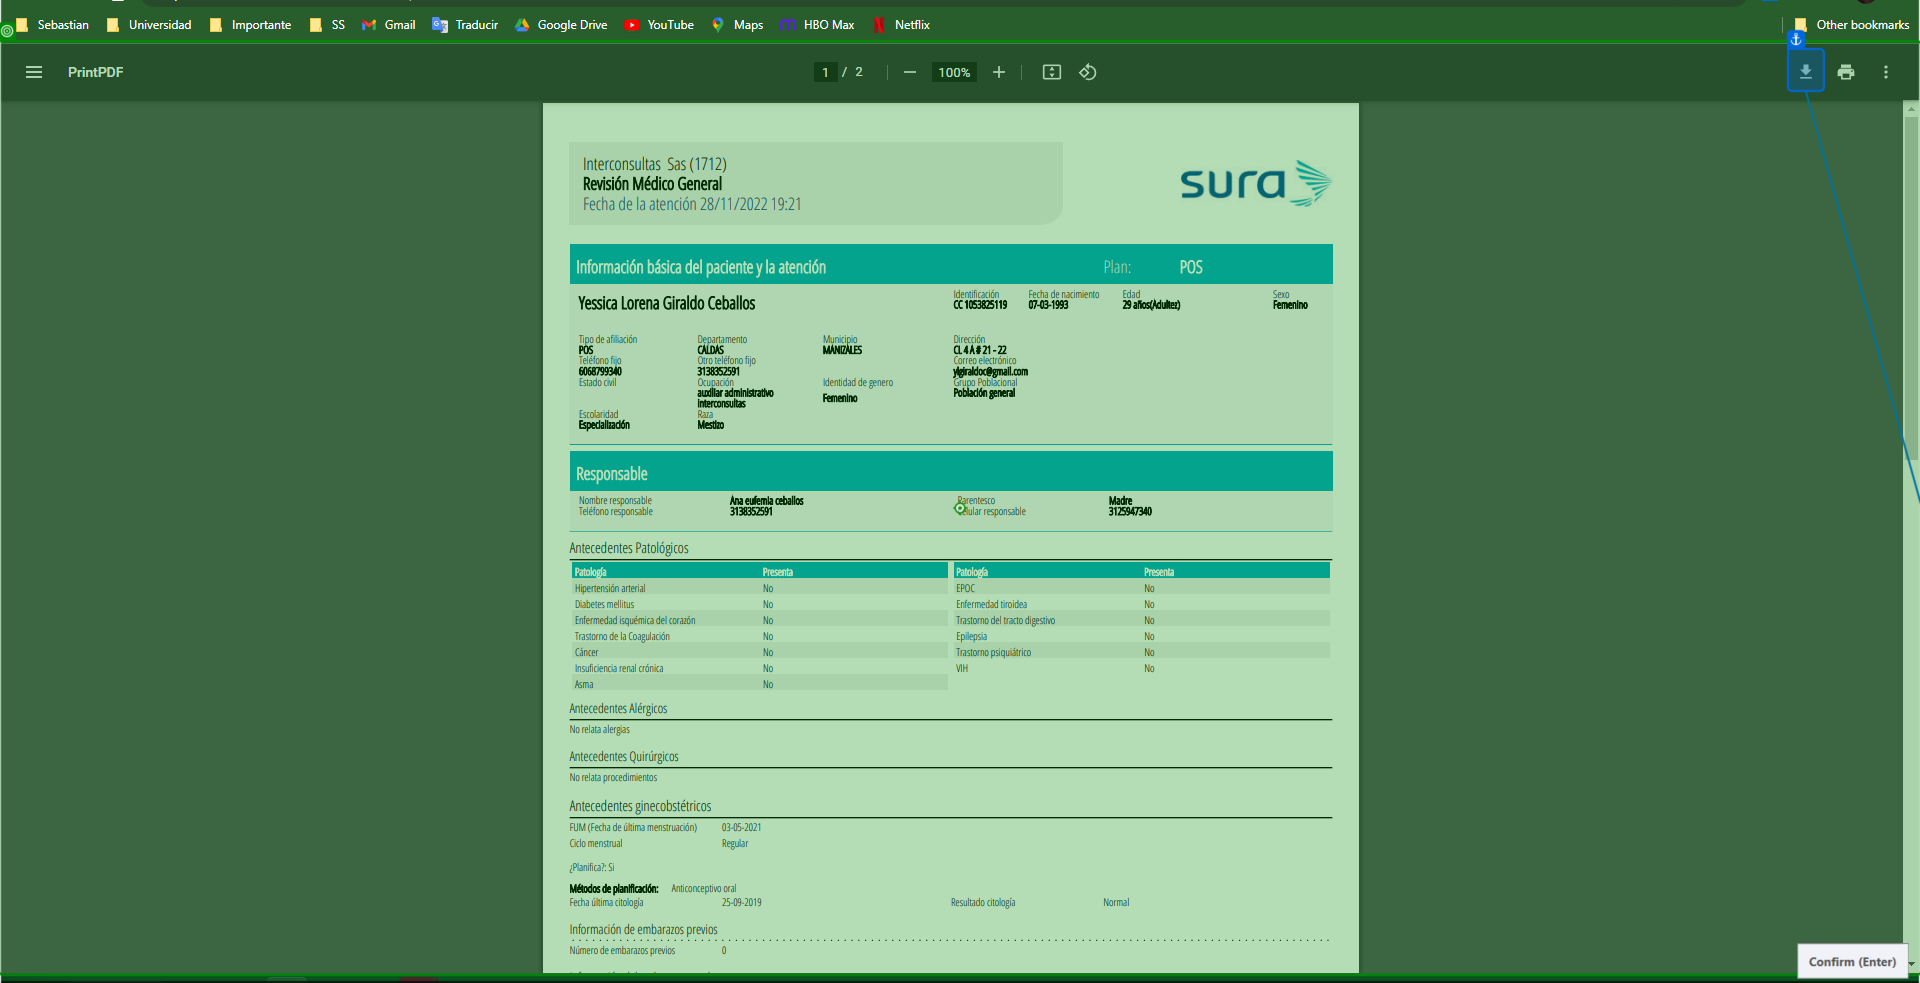 Sebastian Universidad Importante SS Gmail Traducir Google Drive YouTube Maps HBO Max Netflix Other bookmarks
PrintPDF 1 / 2 100%
Interconsultas Sas (1712)
Revisión Médico General
Fecha de la atención 28/11/2022 19:21
sura
Información básica del paciente y la atención Plan: POS
Yessica Lorena Giraldo Ceballos
Identificación Fecha de nacimiento Edad Sexo
CC 1053825119 07-03-1993 29 años(Adultez) Femenino
Tipo de afiliación Departamento Municipio Dirección
POS CALDAS MANIZALES CL 4 A # 21 - 22
Teléfono fijo Otro teléfono fijo Correo electrónico
6068799340 3138352591 ylgiraldoc@gmail.com
Estado civil Ocupación Identidad de genero Grupo Poblacional
auxiliar administrativo Población general
interconsultas Femenino
Escolaridad Raza
Especialización Mestizo
Responsable
Nombre responsable Ana eufemia ceballos Parentesco Madre
Teléfono responsable 3138352591 Celular responsable 3125947340
Antecedentes Patológicos
Patología Presenta Patología Presenta
Hipertensión arterial No EPOC No
Diabetes mellitus No Enfermedad tiroidea No
Enfermedad isquémica del corazón No Trastorno del tracto digestivo No
Trastorno de la Coagulación No Epilepsia No
Cáncer No Trastorno psiquiátrico No
Insuficiencia renal crónica No VIH No
Asma No
Antecedentes Alérgicos
No relata alergias
Antecedentes Quirúrgicos
No relata procedimientos
Antecedentes ginecobstétricos
FUM (Fecha de última menstruación) 03-05-2021
Ciclo menstrual Regular
¿Planifica?: Si
Métodos de planificación: Anticonceptivo oral
Fecha última citología 25-09-2019 Resultado citología Normal
Información de embarazos previos
Número de embarazos previos 0
Confirm (Enter)